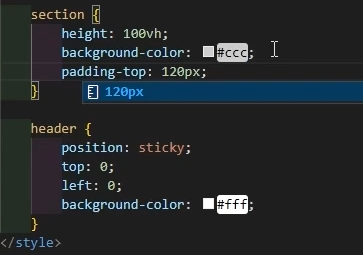 section {
height: 100vh;
background-color: #ccc;
padding-top: 120px;
120px
}
header {
position: sticky;
top: 0;
left: 0;
background-color: #fff;
}
</style>